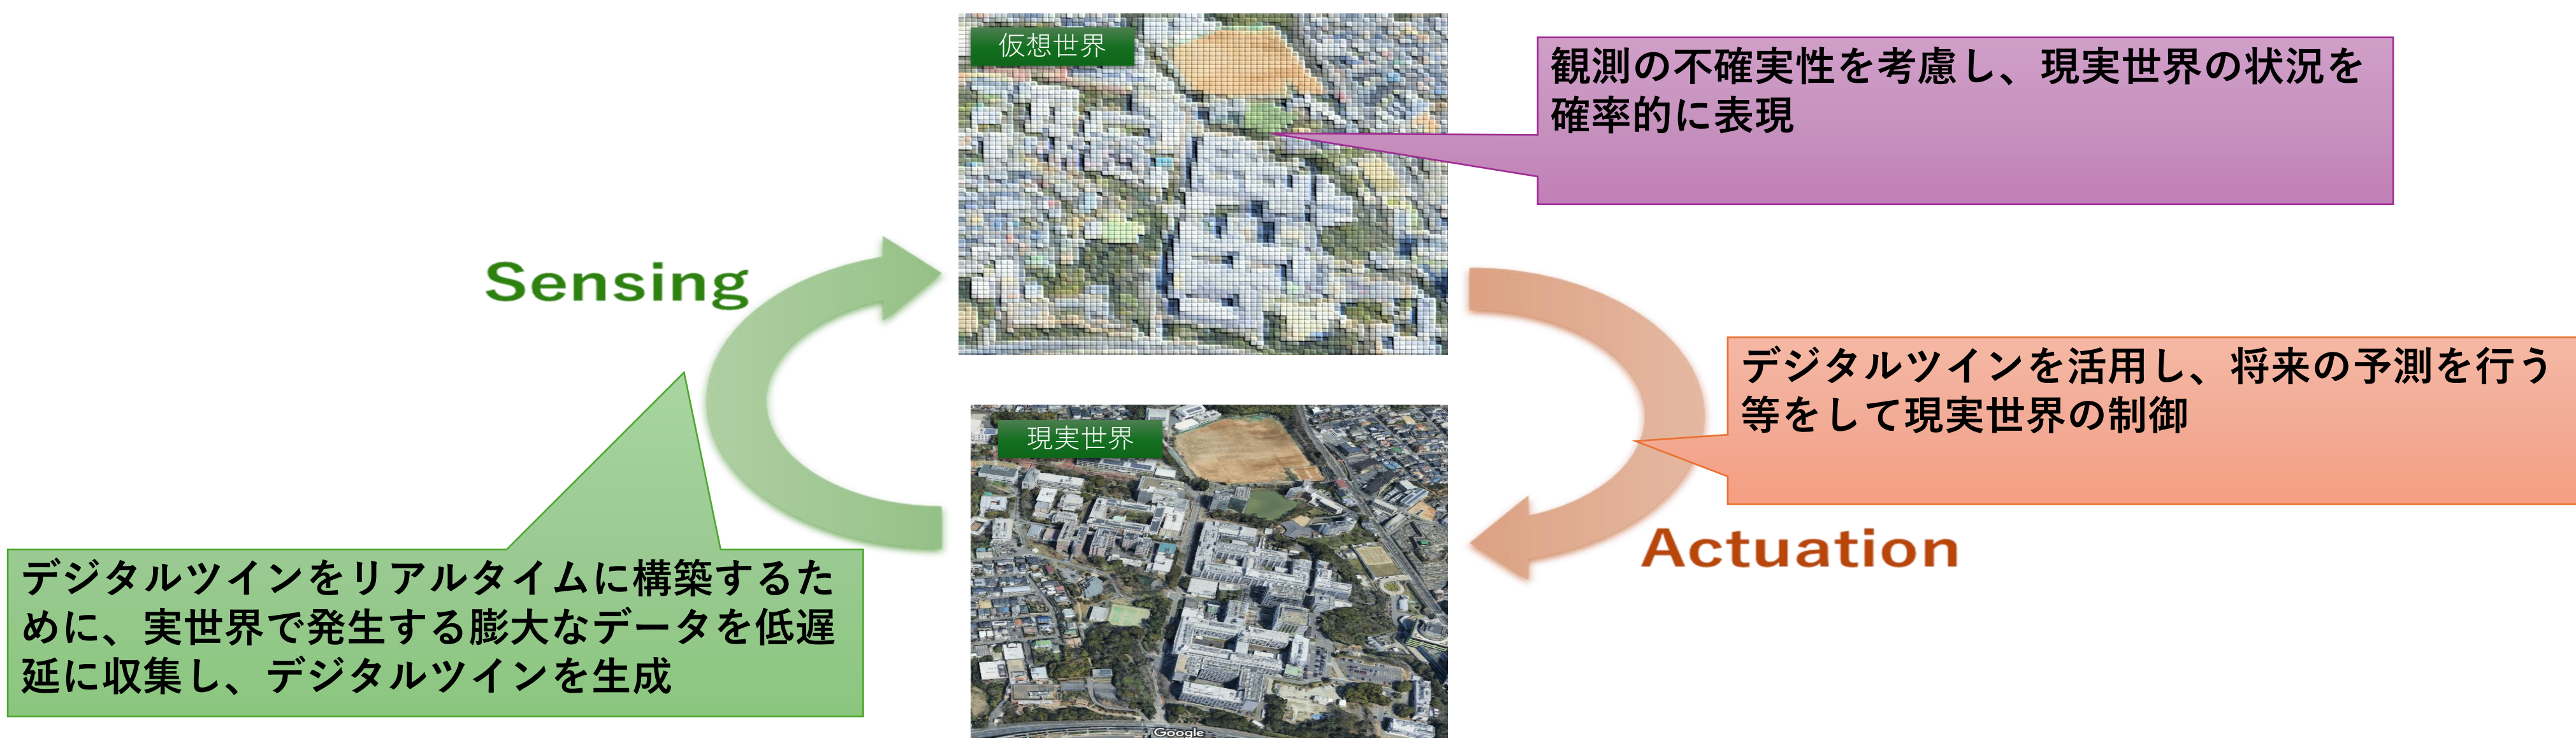 仮想世界
観測の不確実性を考慮し、現実世界の状況を
確率的に表現
Sensing
デジタルツインを活用し、将来の予測を行う
等をして現実世界の制御
現実世界
Actuation
デジタルツインをリアルタイムに構築するた
めに、実世界で発生する膨大なデータを低遅
延に収集し、デジタルツインを生成
Google